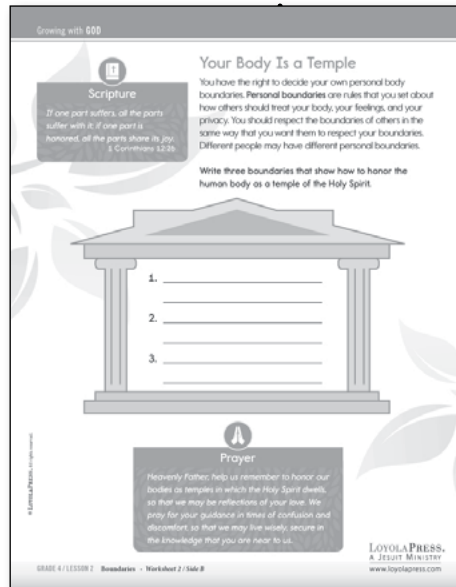 Growing with GOD
Scripture
If one part suffers, all the parts
suffer with it; if one part is
honored, all the parts share its joy.
1 Corinthians 12:26
Your Body Is a Temple
You have the right to decide your own personal body
boundaries. Personal boundaries are rules that you set about
how others should treat your body, your feelings, and your
privacy. You should respect the boundaries of others in the
same way that you want them to respect your boundaries.
Different people may have different personal boundaries.
Write three boundaries that show how to honor the
human body as a temple of the Holy Spirit.
1.
2.
3.
Prayer
Heavenly Father, help us remember to honor our
bodies as temples in which the Holy Spirit dwells,
so that we may be reflections of your love. We
pray for your guidance in times of confusion and
discomfort, so that we may live wisely, secure in
the knowledge that you are near to us.
© LOYOLAPRESS. All rights reserved.
GRADE 4 / LESSON 2 Boundaries • Worksheet 2 / Side B
LOYOLAPRESS.
A JESUIT MINISTRY
www.loyolapress.com